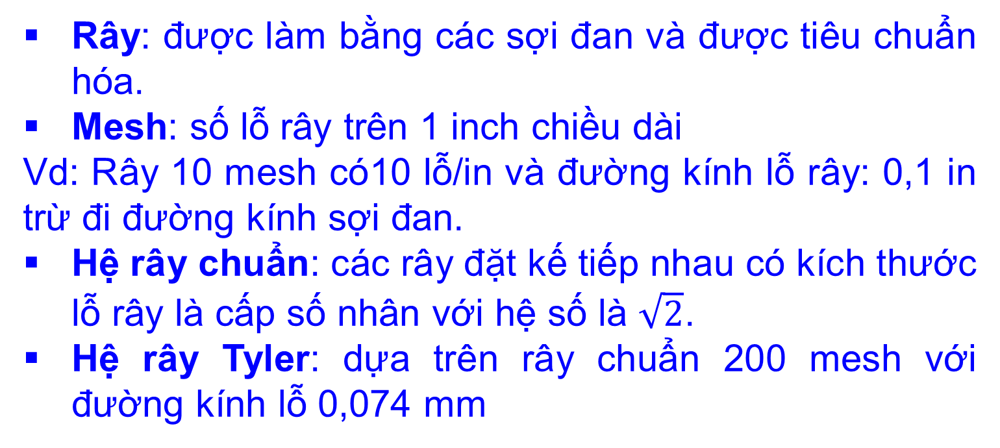 ▪ Rây: được làm bằng các sợi đan và được tiêu chuẩn
hóa.
▪ Mesh: số lỗ rây trên 1 inch chiều dài
Vd: Rây 10 mesh có10 lỗ/in và đường kính lỗ rây: 0,1 in
trừ đi đường kính sợi đan.
▪ Hệ rây chuẩn: các rây đặt kế tiếp nhau có kích thước
lỗ rây là cấp số nhân với hệ số là √2.
▪ Hệ rây Tyler: dựa trên rây chuẩn 200 mesh với
đường kính lỗ 0,074 mm